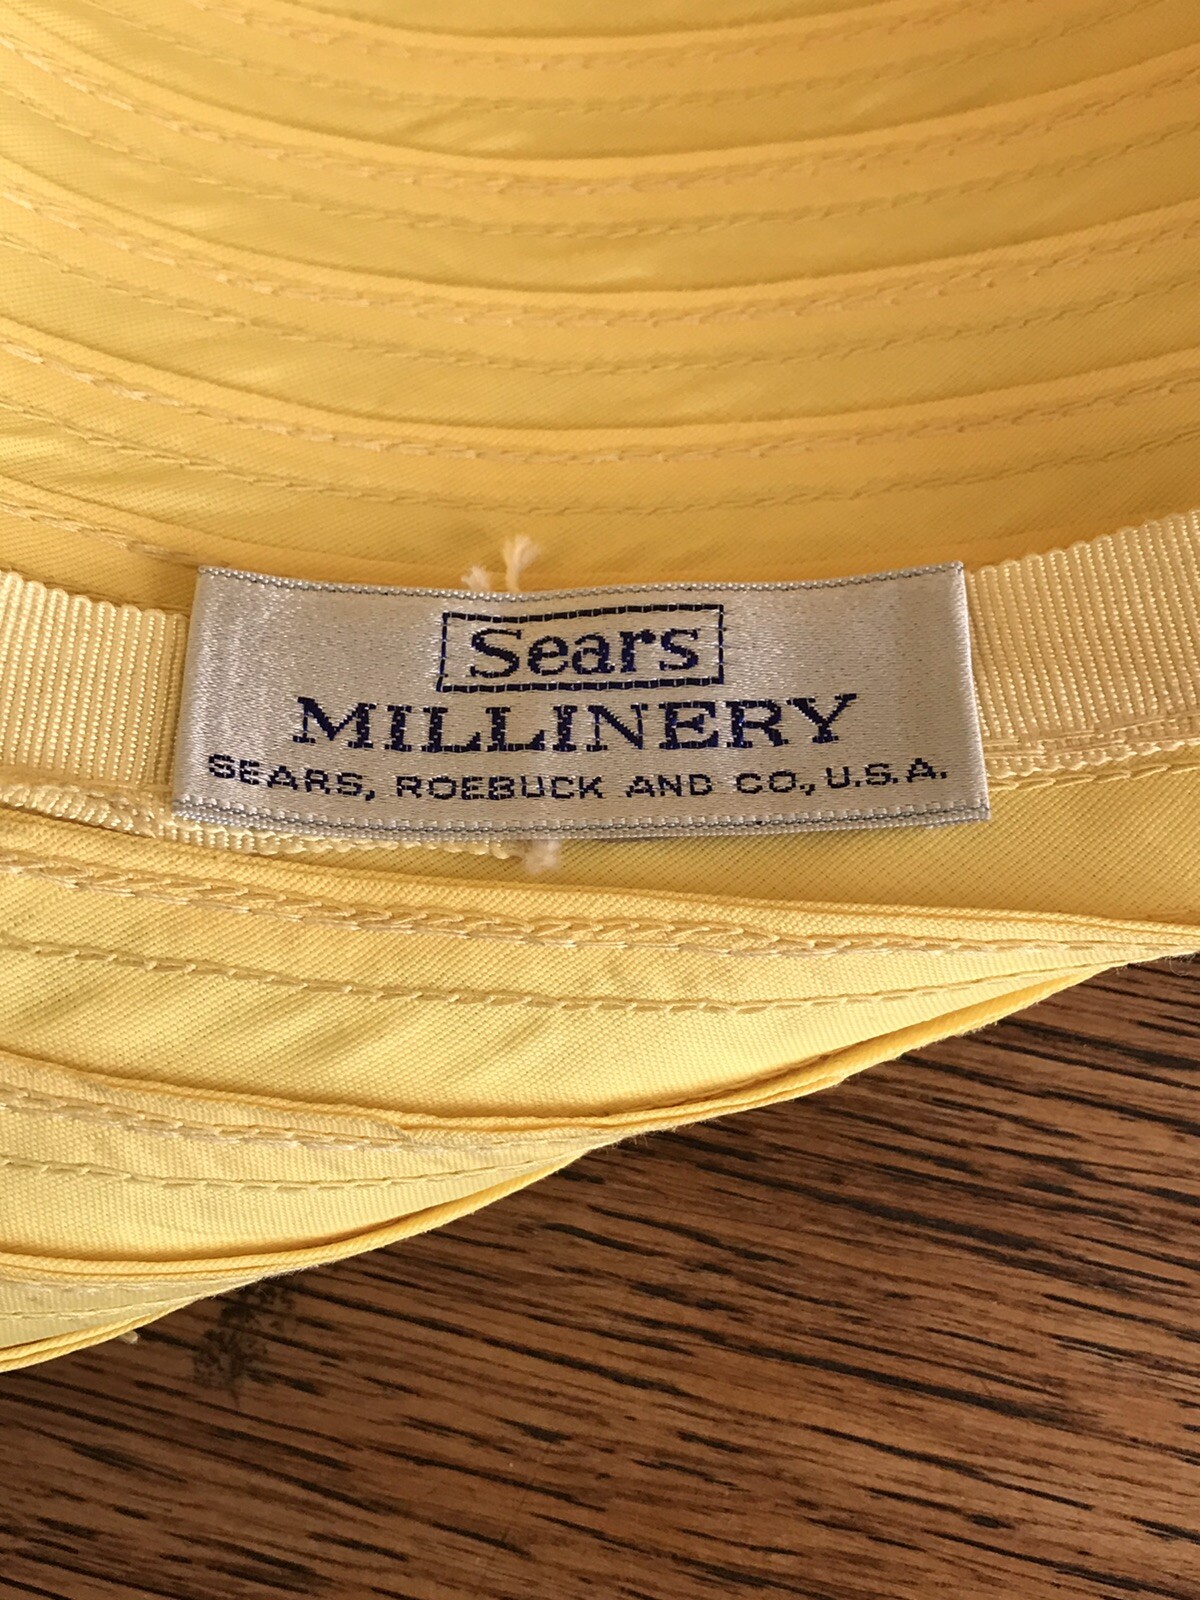 Sears
MILLINERY
SEARS, ROEBUCK AND CO., U.S.A.